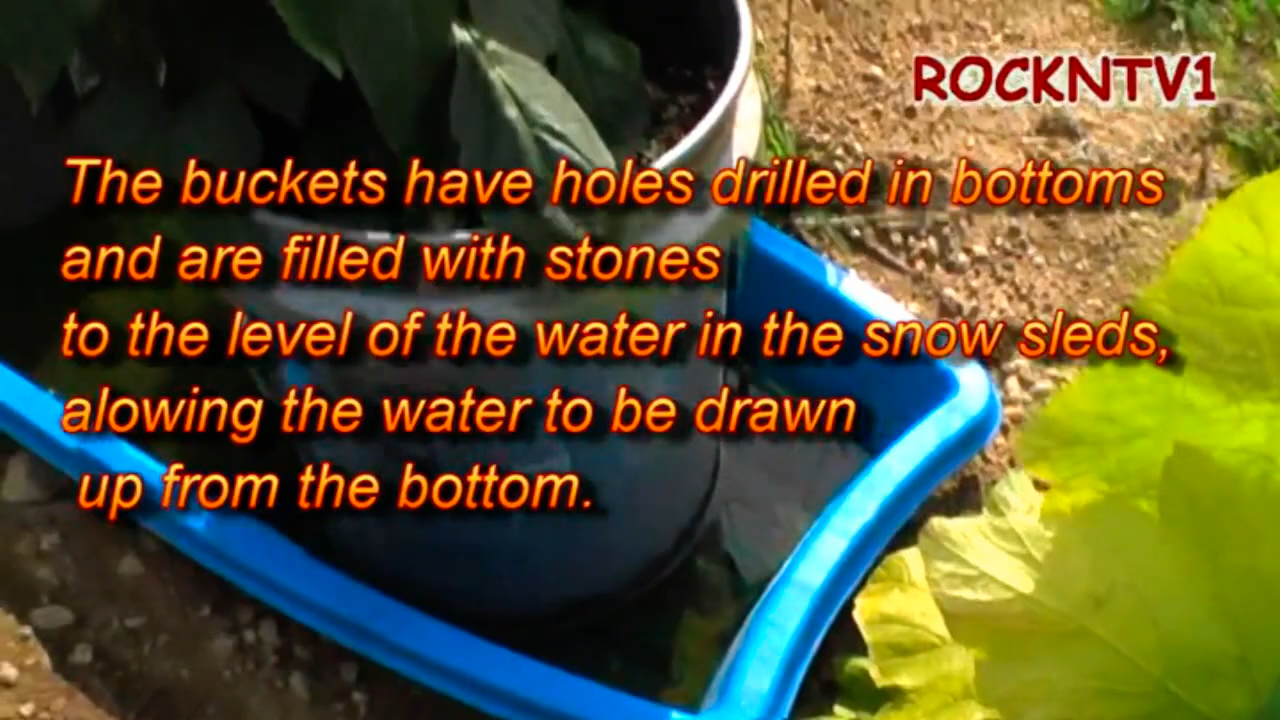 ROCKNTV1
The buckets have holes drilled in bottoms
and are filled with stones
to the level of the water in the snow sleds,
alowing the water to be drawn
up from the bottom.